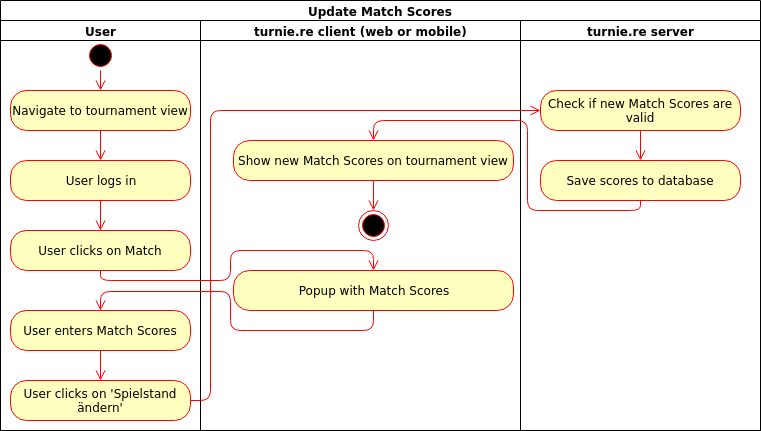 Update Match Scores
User
turnie.re client (web or mobile)
turnie.re server
Navigate to tournament view
User logs in
User clicks on Match
User enters Match Scores
User clicks on 'Spielstand
ändern'
Show new Match Scores on tournament view
Popup with Match Scores
Check if new Match Scores are
valid
Save scores to database